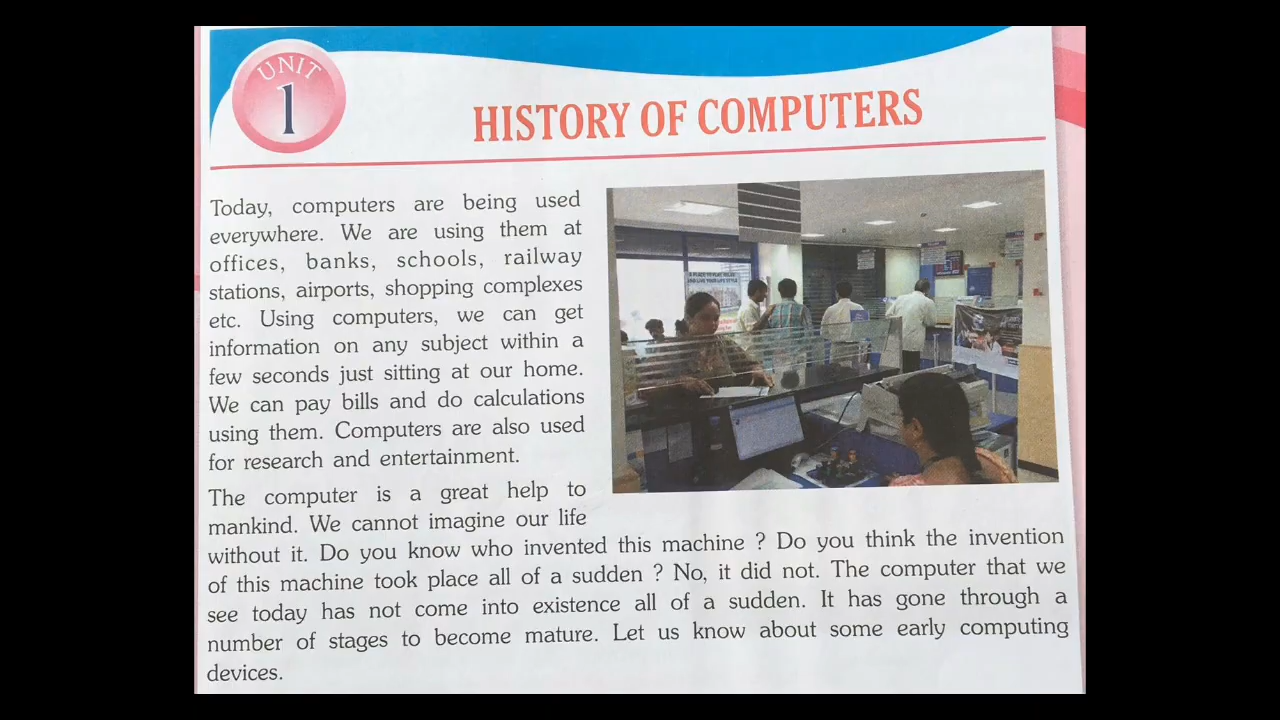 UNIT
1
HISTORY OF COMPUTERS
Today, computers are being used
everywhere. We are using them at
offices, banks, schools, railway
stations, airports, shopping complexes
etc. Using computers, we can get
information on any subject within a
few seconds just sitting at our home.
We can pay bills and do calculations
using them. Computers are also used
for research and entertainment.
The computer is a great help to
mankind. We cannot imagine our life
without it. Do you know who invented this machine ? Do you think the invention
of this machine took place all of a sudden ? No, it did not. The computer that we
see today has not come into existence all of a sudden. It has gone through a
number of stages to become mature. Let us know about some early computing
devices.